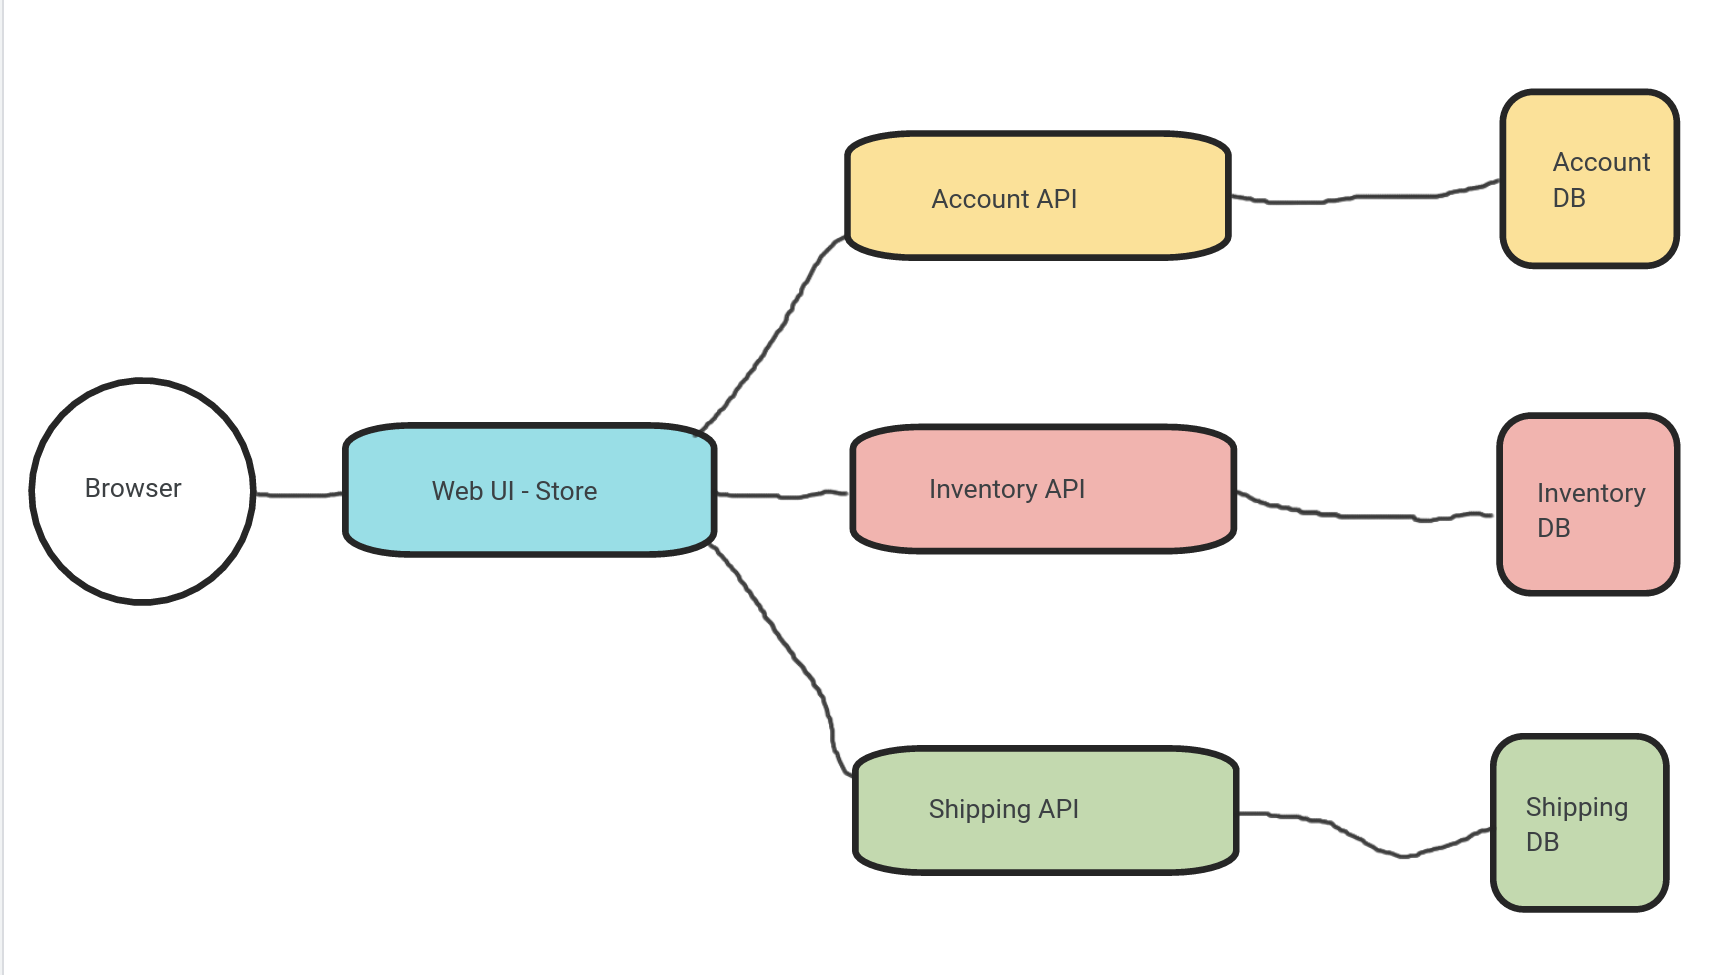 Browser
Web UI - Store
Account API
Account
DB
Inventory API
Inventory
DB
Shipping API
Shipping
DB